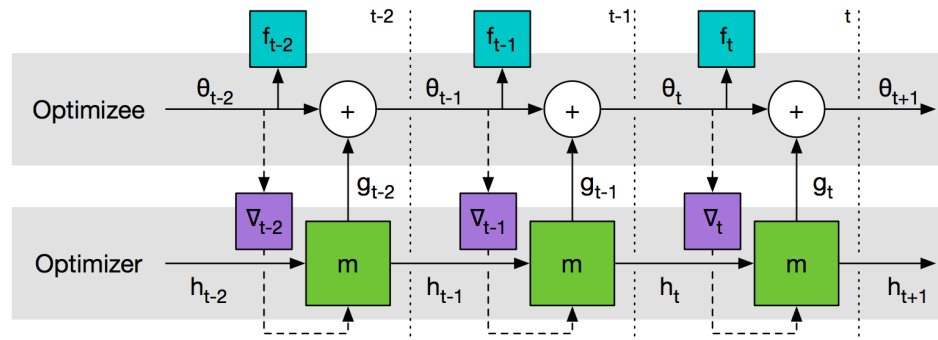 t-2 t-1 t
f_{t-2} f_{t-1} f_t
θ_{t-2} + θ_{t-1} + θ_t + θ_{t+1}
Optimizee
g_{t-2} g_{t-1} g_t
∇_{t-2} ∇_{t-1} ∇_t
Optimizer m m m
h_{t-2} h_{t-1} h_t h_{t+1}